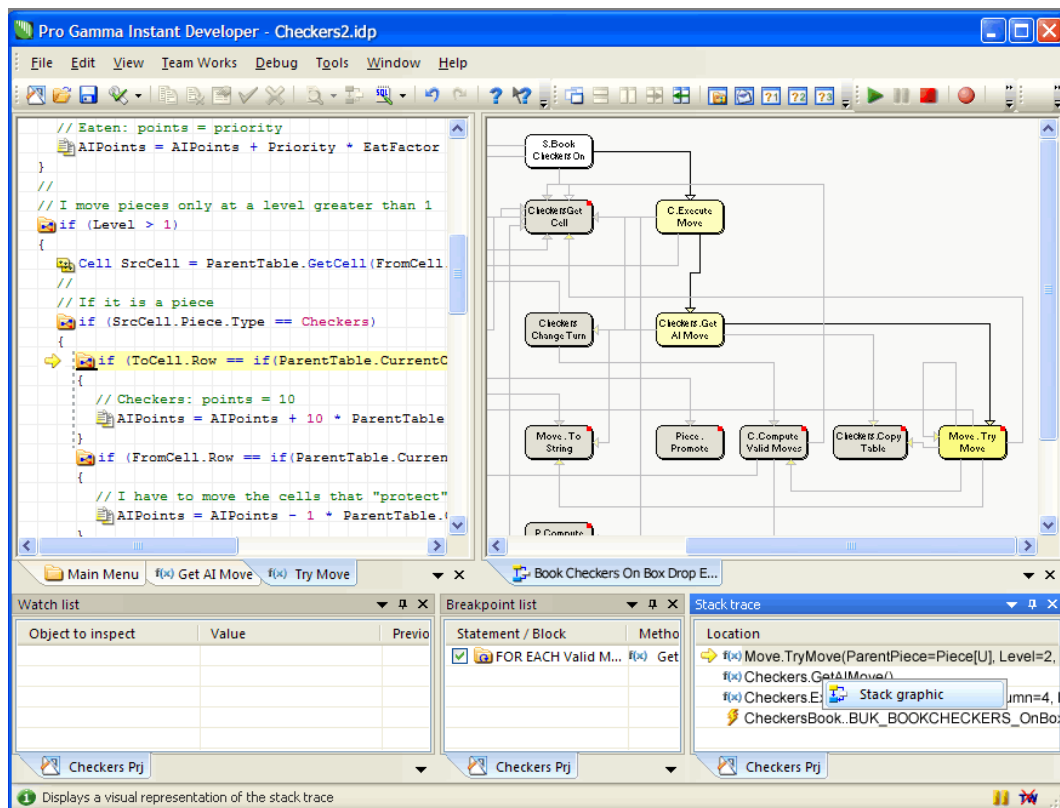 Pro Gamma Instant Developer - Checkers2.idp
File Edit View Team Works Debug Tools Window Help
// Eaten: points = priority
AIPoints = AIPoints + Priority * EatFactor
}
//
// I move pieces only at a level greater than 1
if (Level > 1)
{
Cell SrcCell = ParentTable.GetCell(FromCell.
//
// If it is a piece
if (SrcCell.Piece.Type == Checkers)
{
if (ToCell.Row == if(ParentTable.CurrentC
{
// Checkers: points = 10
AIPoints = AIPoints + 10 * ParentTable
}
if (FromCell.Row == if(ParentTable.Curren
{
// I have to move the cells that "protect"
AIPoints = AIPoints - 1 * ParentTable.
}
Main Menu f(x) Get AI Move f(x) Try Move
S.Book
Checkers On
CheckersGet
Cell
C.Execute
Move
Checkers
Change Turn
Checkers.Get
AI Move
Move.To
String
Piece.
Promote
C.Compute
Valid Moves
Checkers.Copy
Table
Move.Try
Move
P.Compute
Book Checkers On Box Drop E...
Watch list
Object to inspect Value Previo
Checkers Prj
Breakpoint list
Statement / Block Metho
FOR EACH Valid M... f(x) Get
Checkers Prj
Stack trace
Location
f(x) Move.TryMove(ParentPiece=Piece[U], Level=2,
f(x) Checkers.GetAIMove()
Stack graphic
f(x) Checkers.Ex umn=4,
CheckersBook..BUK_BOOKCHECKERS_OnBox
Checkers Prj
Displays a visual representation of the stack trace